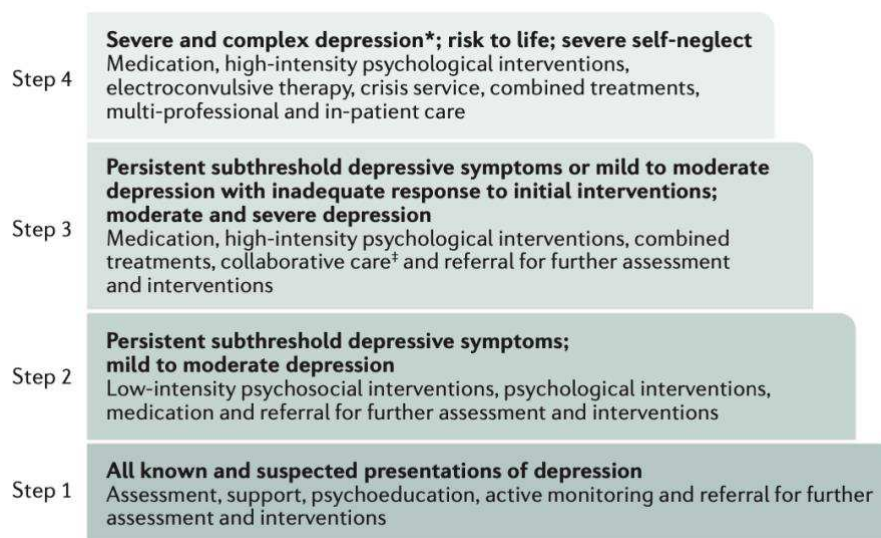 Step 4
Severe and complex depression*; risk to life; severe self-neglect
Medication, high-intensity psychological interventions,
electroconvulsive therapy, crisis service, combined treatments,
multi-professional and in-patient care
Step 3
Persistent subthreshold depressive symptoms or mild to moderate
depression with inadequate response to initial interventions;
moderate and severe depression
Medication, high-intensity psychological interventions, combined
treatments, collaborative care‡ and referral for further assessment
and interventions
Step 2
Persistent subthreshold depressive symptoms;
mild to moderate depression
Low-intensity psychosocial interventions, psychological interventions,
medication and referral for further assessment and interventions
Step 1
All known and suspected presentations of depression
Assessment, support, psychoeducation, active monitoring and referral for further
assessment and interventions